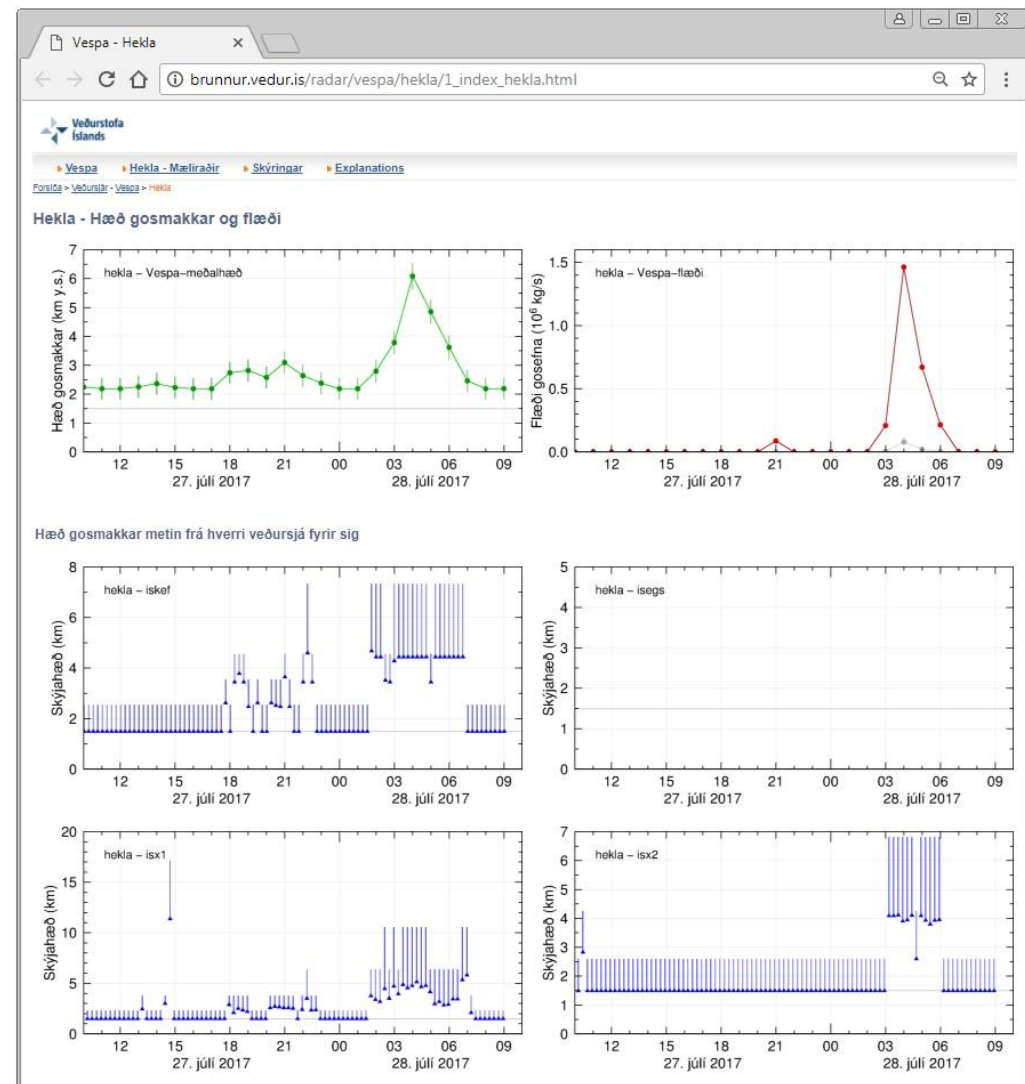 Vespa - Hekla
brunnur.vedur.is/radar/vespa/hekla/1_index_hekla.html
Veðurstofa
Íslands
Vespa Hekla - Mæliraðir Skýringar Explanations
Forsíða > Veðursjár - Vespa > Hekla
Hekla - Hæð gosmakkar og flæði
hekla – Vespa–meðalhæð
Hæð gosmakkar (km y.s.)
7
6
5
4
3
2
1
0
12 15 18 21 00 03 06 09
27. júlí 2017 28. júlí 2017
hekla – Vespa–flæði
Flæði gosefna (10⁶ kg/s)
1.5
1.0
0.5
0.0
12 15 18 21 00 03 06 09
27. júlí 2017 28. júlí 2017
Hæð gosmakkar metin frá hverri veðursjá fyrir sig
hekla – iskef
Skýjahæð (km)
8
6
4
2
0
12 15 18 21 00 03 06 09
27. júlí 2017 28. júlí 2017
hekla – isegs
Skýjahæð (km)
5
4
3
2
1
0
12 15 18 21 00 03 06 09
27. júlí 2017 28. júlí 2017
hekla – isx1
Skýjahæð (km)
20
15
10
5
0
12 15 18 21 00 03 06 09
27. júlí 2017 28. júlí 2017
hekla – isx2
Skýjahæð (km)
7
6
5
4
3
2
1
0
12 15 18 21 00 03 06 09
27. júlí 2017 28. júlí 2017